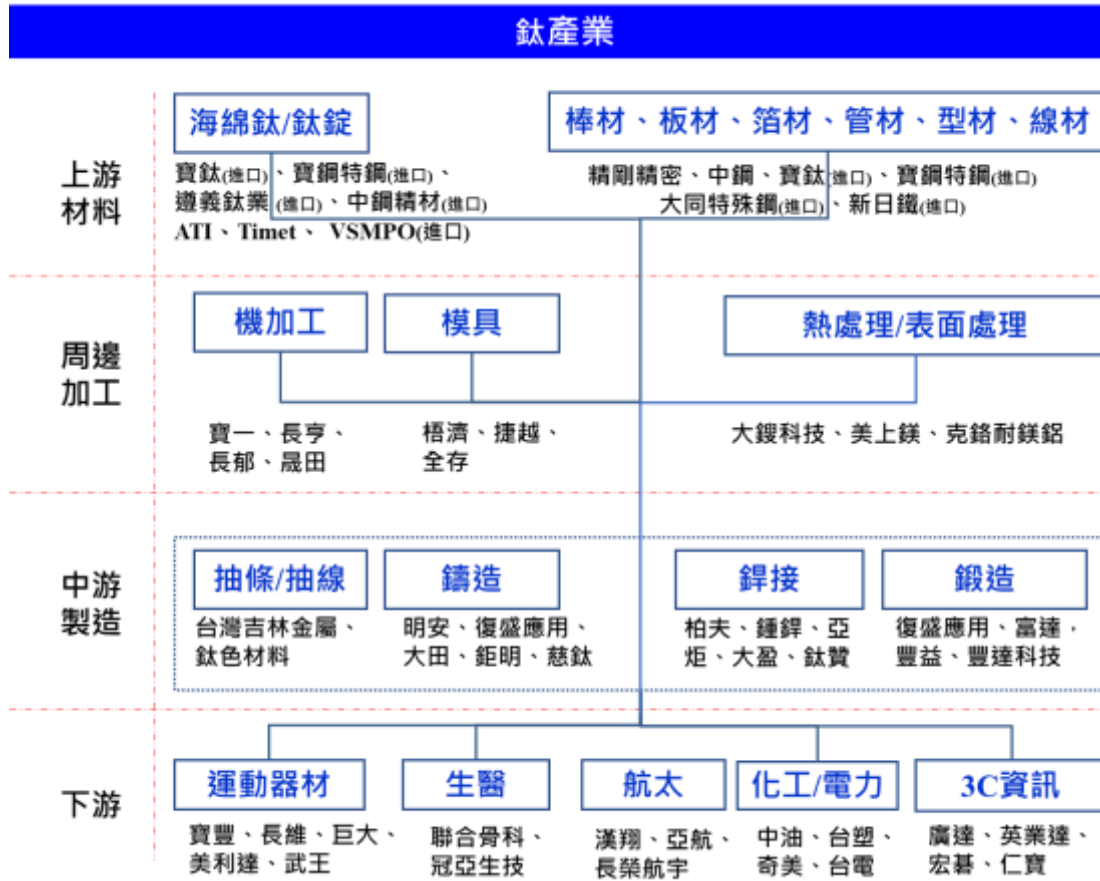 鈦產業
上游
材料
海綿鈦/鈦錠
寶鈦(進口)、寶鋼特鋼(進口)、
遵義鈦業(進口)、中鋼精材(進口)
ATI、Timet、VSMPO(進口)
棒材、板材、箔材、管材、型材、線材
精剛精密、中鋼、寶鈦(進口)、寶鋼特鋼(進口)
大同特殊鋼(進口)、新日鐵(進口)
周邊
加工
機加工
寶一、長亨、
長郁、晟田
模具
梧濟、捷越、
全存
熱處理/表面處理
大鎪科技、美上鎂、克鉻耐鎂鋁
中游
製造
抽條/抽線
台灣吉林金屬、
鈦色材料
鑄造
明安、復盛應用、
大田、鉅明、慈鈦
銲接
柏夫、鍾銲、亞
炬、大盈、鈦贊
鍛造
復盛應用、富達,
豐益、豐達科技
下游
運動器材
寶豐、長維、巨大、
美利達、武王
生醫
聯合骨科、
冠亞生技
航太
漢翔、亞航、
長榮航宇
化工/電力
中油、台塑、
奇美、台電
3C資訊
廣達、英業達、
宏碁、仁寶